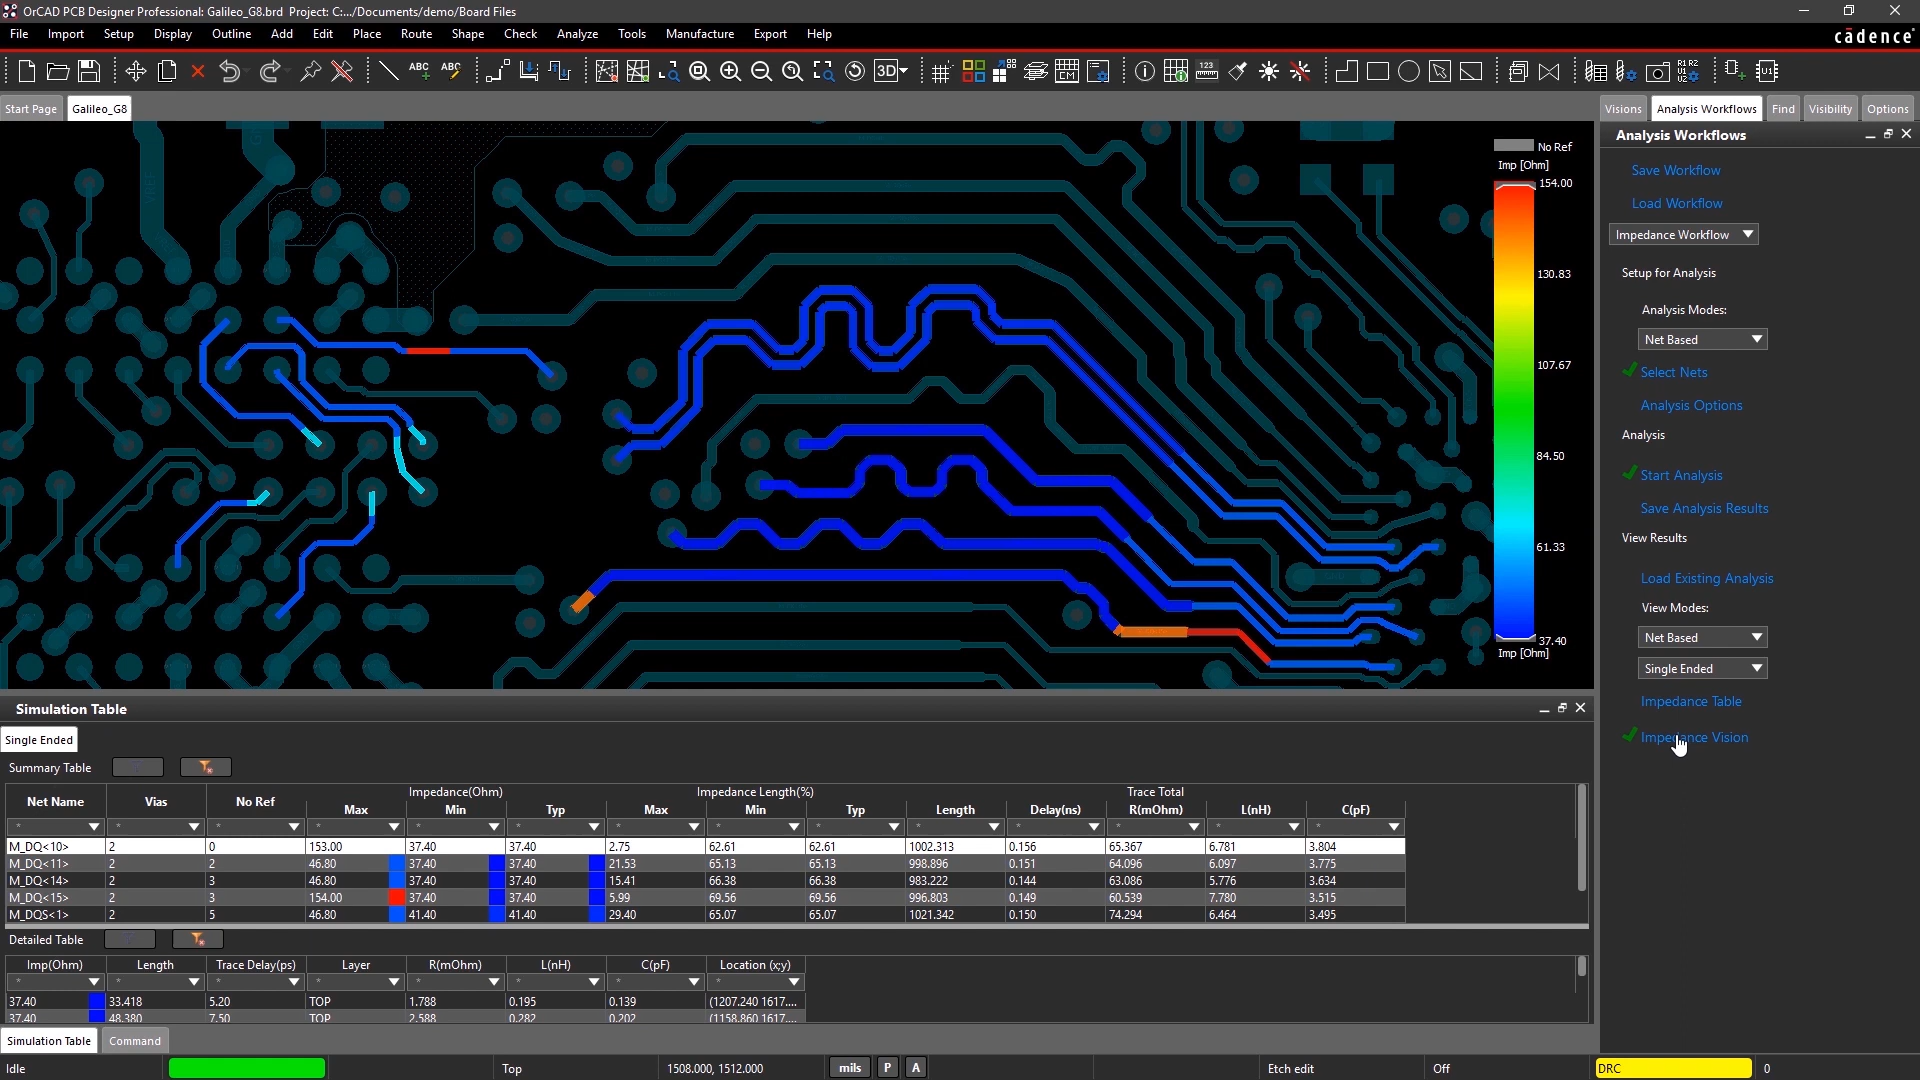 OrCAD PCB Designer Professional: Galileo_G8.brd  Project: C:.../Documents/demo/Board Files
File Import Setup Display Outline Add Edit Place Route Shape Check Analyze Tools Manufacture Export Help
cādence
ABC ABC 3D CM 123 R1 R2 U1 U2 U1
Start Page Galileo_G8
Visions Analysis Workflows Find Visibility Options
Analysis Workflows
Save Workflow
Load Workflow
Impedance Workflow
Setup for Analysis
Analysis Modes:
Net Based
Select Nets
Analysis Options
Analysis
Start Analysis
Save Analysis Results
View Results
Load Existing Analysis
View Modes:
Net Based
Single Ended
Impedance Table
Impedance Vision
No Ref
Imp [Ohm]
154.00
130.83
107.67
84.50
61.33
37.40
Imp [Ohm]
Simulation Table
Single Ended
Summary Table
Impedance(Ohm) Impedance Length(%) Trace Total
Net Name Vias No Ref Max Min Typ Max Min Typ Length Delay(ns) R(mOhm) L(nH) C(pF)
* * * * * * * * * * * * * *
M_DQ<10> 2 0 153.00 37.40 37.40 2.75 62.61 62.61 1002.313 0.156 65.367 6.781 3.804
M_DQ<11> 2 2 46.80 37.40 37.40 21.53 65.13 65.13 998.896 0.151 64.096 6.097 3.775
M_DQ<14> 2 3 46.80 37.40 37.40 15.41 66.38 66.38 983.222 0.144 63.086 5.776 3.634
M_DQ<15> 2 3 154.00 37.40 37.40 5.99 69.56 69.56 996.803 0.149 60.539 7.780 3.515
M_DQS<1> 2 5 46.80 41.40 41.40 29.40 65.07 65.07 1021.342 0.150 74.294 6.464 3.495
Detailed Table
Imp(Ohm) Length Trace Delay(ps) Layer R(mOhm) L(nH) C(pF) Location (x;y)
* * * * * * * *
37.40 33.418 5.20 TOP 1.788 0.195 0.139 (1207.240 1617....
37.40 48.380 7.50 TOP 2.588 0.282 0.202 (1158.860 1617....
Simulation Table Command
Idle Top 1508.000, 1512.000 mils P A Etch edit Off DRC 0